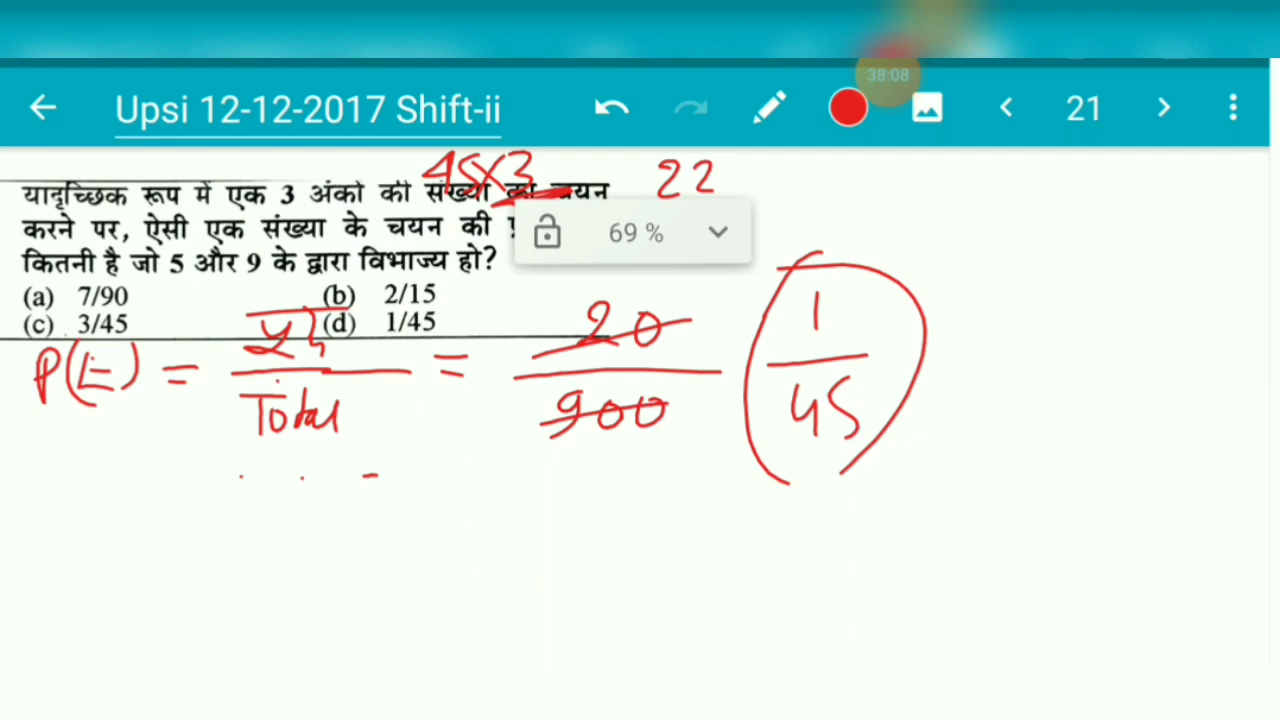 38:08
Upsi 12-12-2017 Shift-ii
21
45×3
22
यादृच्छिक रूप में एक 3 अंको की संख्या का चयन
करने पर, ऐसी एक संख्या के चयन की
69 %
कितनी है जो 5 और 9 के द्वारा विभाज्य हो?
(a) 7/90 (b) 2/15
(c) 3/45 (d) 1/45
P(E) = / Total = 20/900 1/45